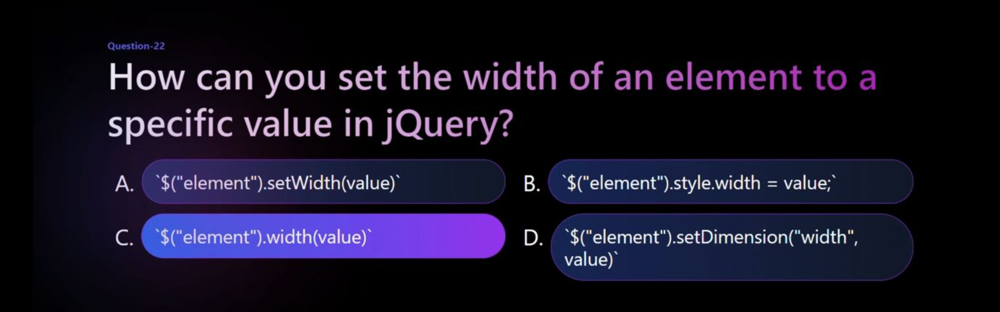 Question-22
How can you set the width of an element to a
specific value in jQuery?
A. `$("element").setWidth(value)`
B. `$("element").style.width = value;`
C. `$("element").width(value)`
D. `$("element").setDimension("width",
value)`